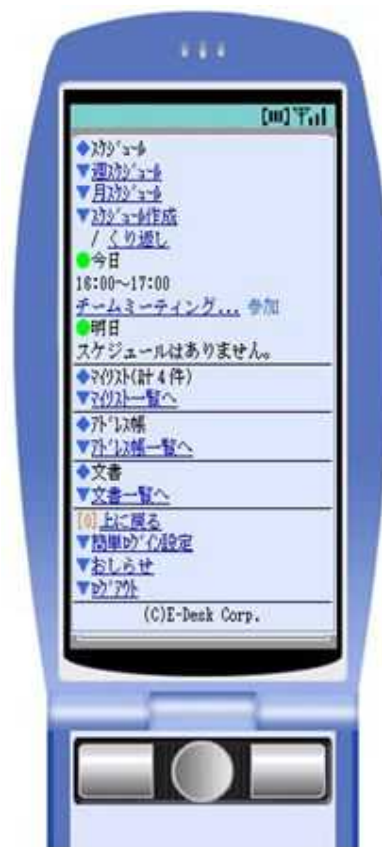 ◆ｽｹｼﾞｭｰﾙ
▼週ｽｹｼﾞｭｰﾙ
▼月ｽｹｼﾞｭｰﾙ
▼ｽｹｼﾞｭｰﾙ作成
/ くり返し
●今日
16:00〜17:00
チームミーティング... 参加
●明日
スケジュールはありません。
◆ﾏｲﾘｽﾄ(計4件)
▼ﾏｲﾘｽﾄ一覧へ
◆ｱﾄﾞﾚｽ帳
▼ｱﾄﾞﾚｽ帳一覧へ
◆文書
▼文書一覧へ
[0]上に戻る
▼簡単ﾛｸﾞｲﾝ設定
▼おしらせ
▼ﾛｸﾞｱｳﾄ
(C)E-Desk Corp.